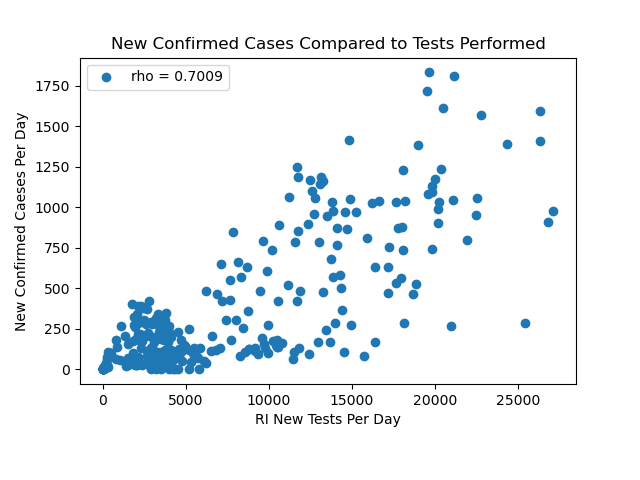 New Confirmed Cases Compared to Tests Performed
rho = 0.7009
New Confirmed Caeses Per Day
1750
1500
1250
1000
750
500
250
0
0 5000 10000 15000 20000 25000
RI New Tests Per Day